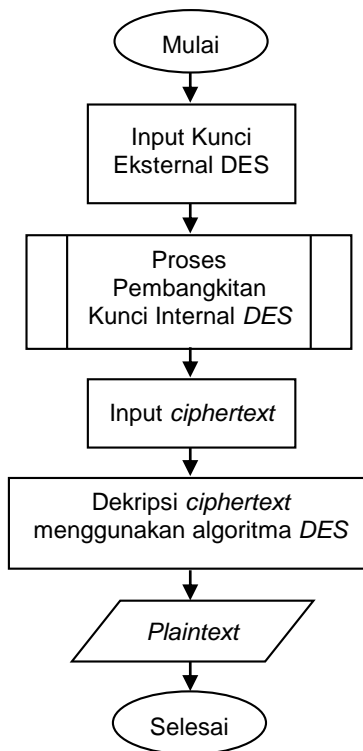 Mulai
Input Kunci
Eksternal DES
Proses
Pembangkitan
Kunci Internal DES
Input ciphertext
Dekripsi ciphertext
menggunakan algoritma DES
Plaintext
Selesai